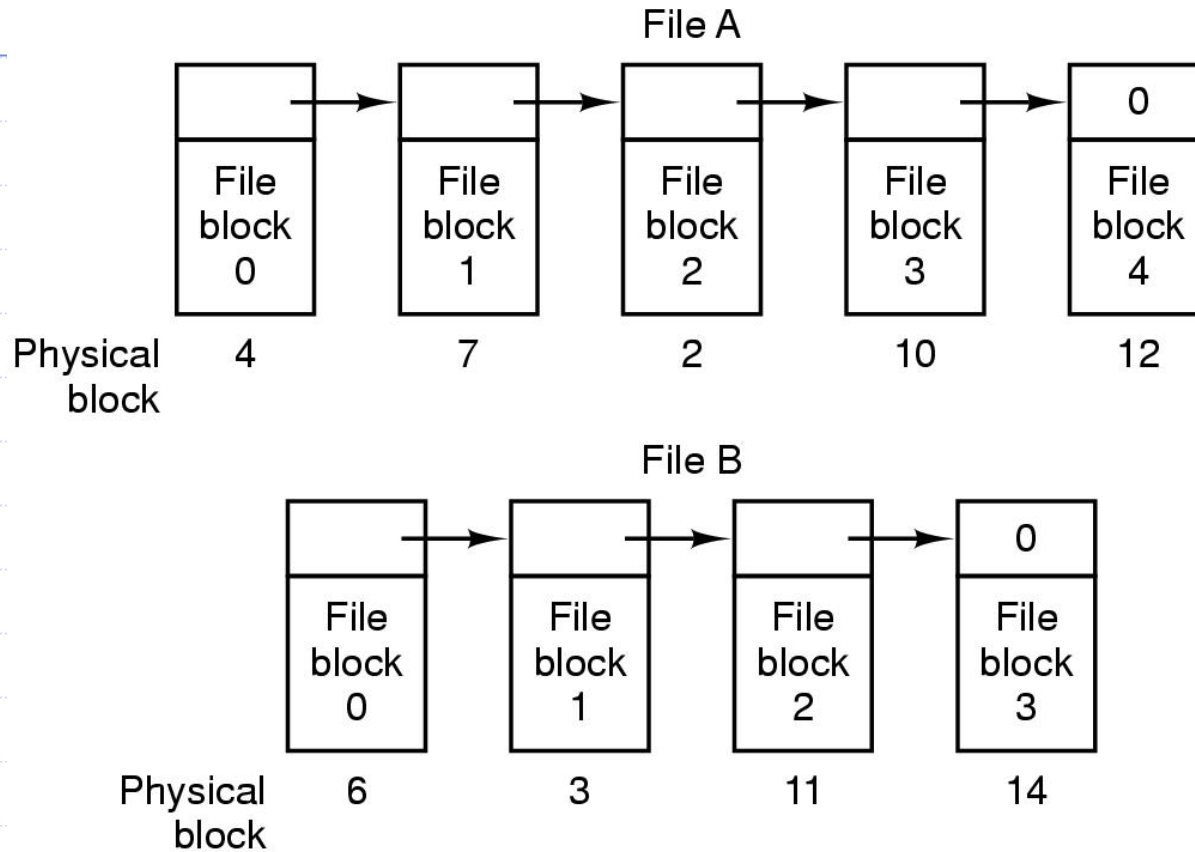 File A
0
File File File File File
block block block block block
0 1 2 3 4
Physical 4 7 2 10 12
block
File B
0
File File File File
block block block block
0 1 2 3
Physical 6 3 11 14
block